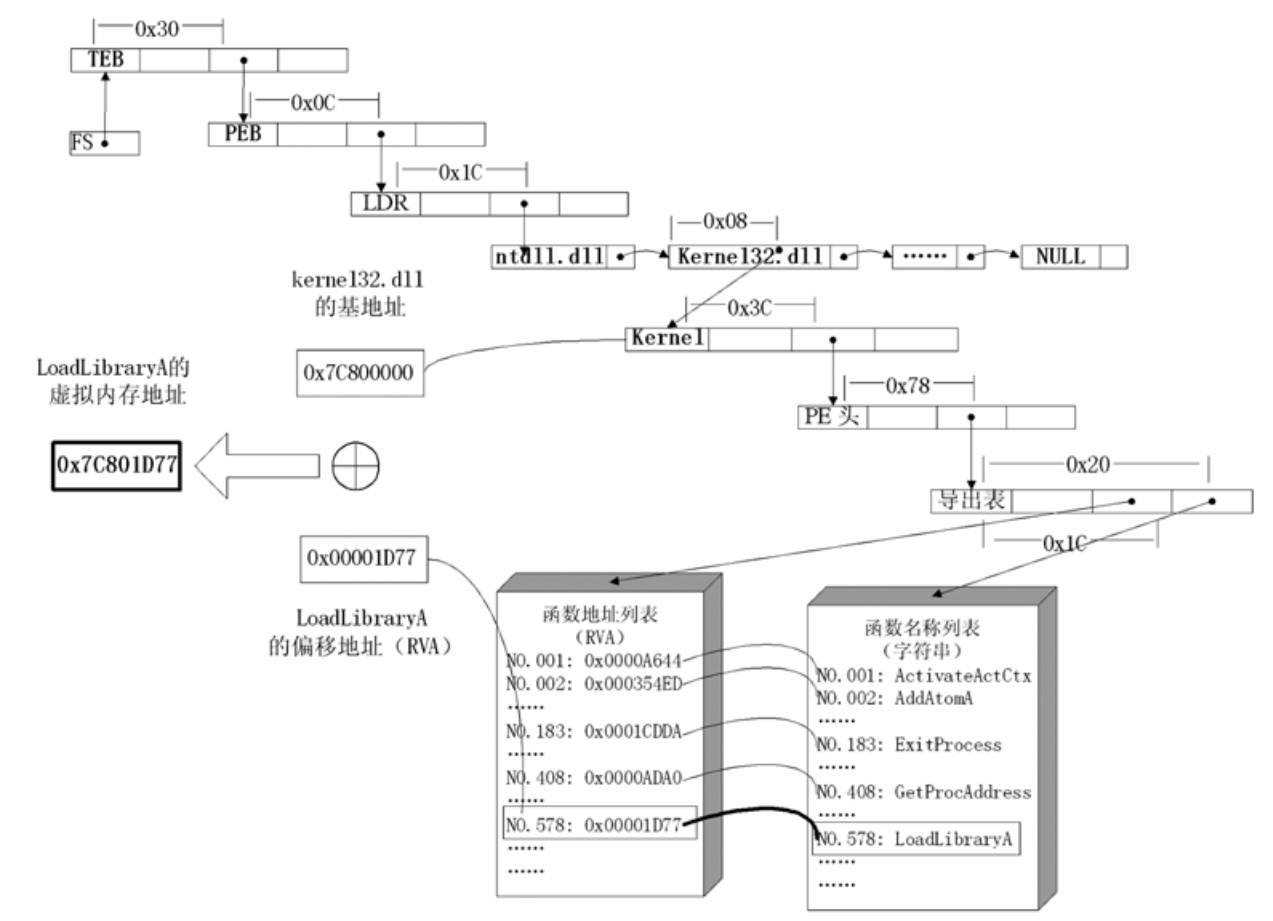 0x30
TEB
0x0C
FS
PEB
0x1C
LDR
0x08
ntdll.dll
Kernel32.dll
······
NULL
kernel32.dll
的基地址
0x3C
Kernel
0x7C800000
LoadLibraryA的
虚拟内存地址
0x78
PE 头
0x7C801D77
0x20
导出表
0x1C
0x00001D77
LoadLibraryA
的偏移地址（RVA）
函数地址列表
（RVA）
NO.001: 0x0000A644
NO.002: 0x000354ED
······
NO.183: 0x0001CDDA
······
NO.408: 0x0000ADA0
······
NO.578: 0x00001D77
······
······
函数名称列表
（字符串）
NO.001: ActivateActCtx
NO.002: AddAtomA
······
NO.183: ExitProcess
······
NO.408: GetProcAddress
······
NO.578: LoadLibraryA
······
······